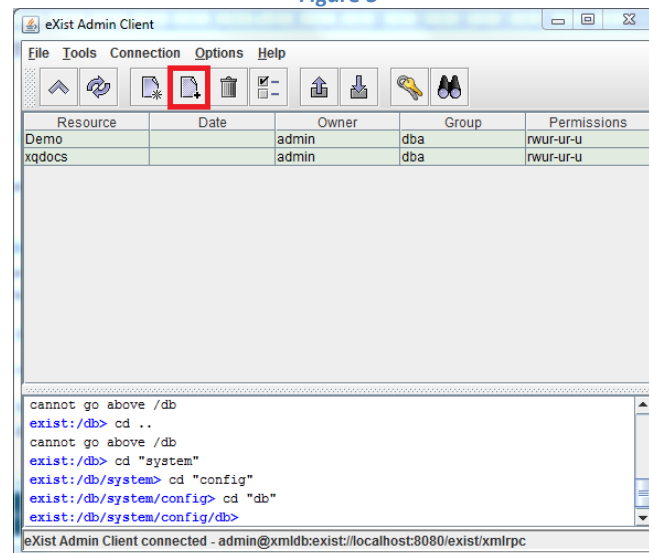 eXist Admin Client
File Tools Connection Options Help
Resource Date Owner Group Permissions
Demo admin dba rwur-ur-u
xqdocs admin dba rwur-ur-u
cannot go above /db
exist:/db> cd ..
cannot go above /db
exist:/db> cd "system"
exist:/db/system> cd "config"
exist:/db/system/config> cd "db"
exist:/db/system/config/db>
eXist Admin Client connected - admin@xmldb:exist://localhost:8080/exist/xmlrpc